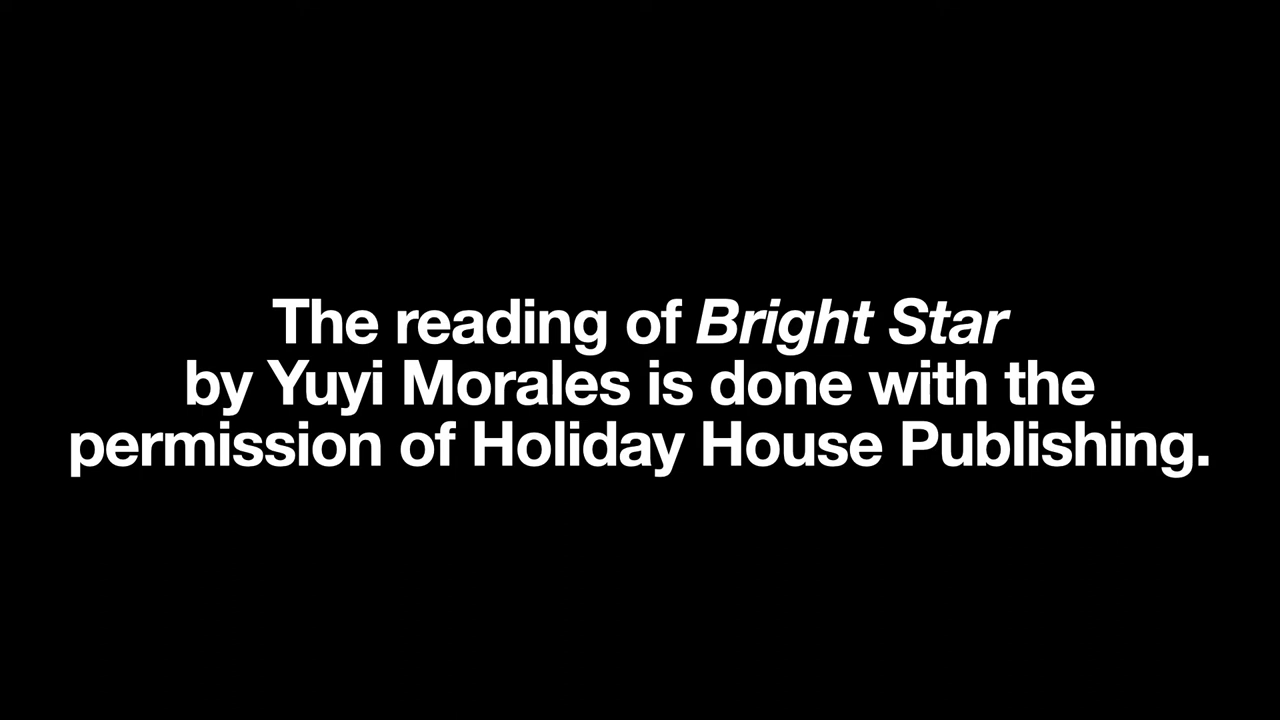 The reading of Bright Star
by Yuyi Morales is done with the
permission of Holiday House Publishing.